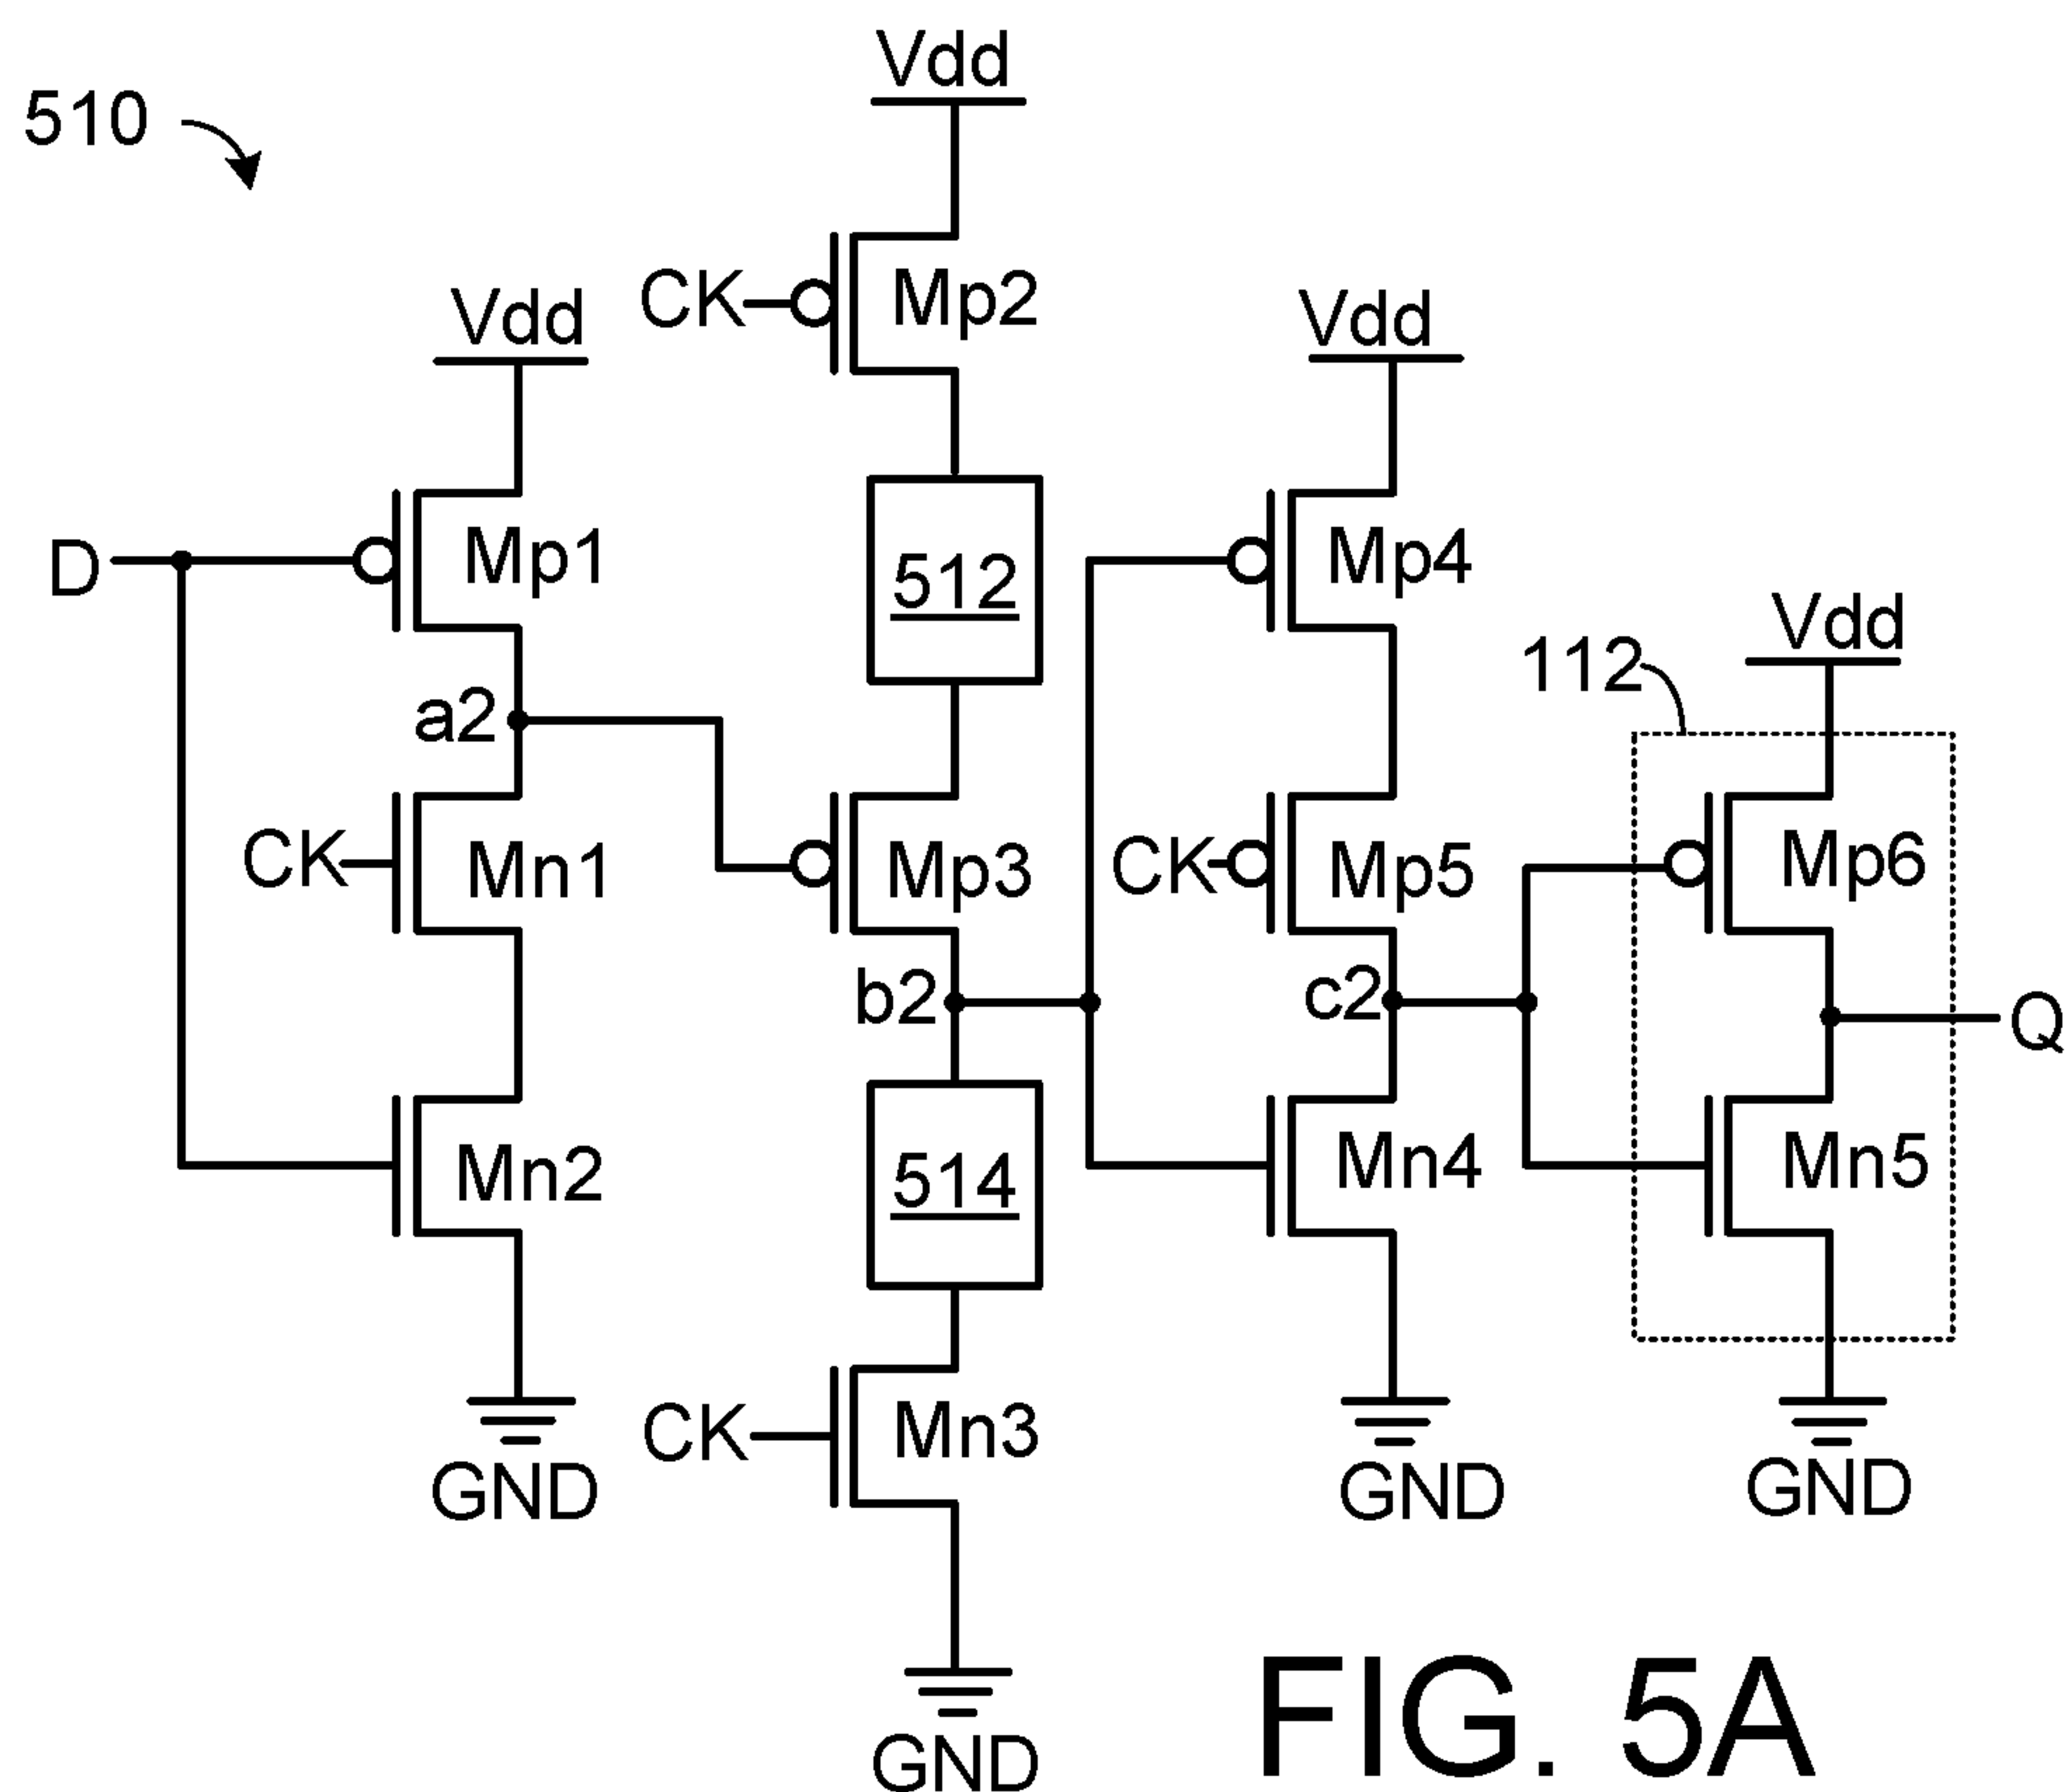 Vdd
510
CK
Mp2
Vdd
Vdd
D
Mp1
512
Mp4
112
Vdd
a2
CK
Mn1
Mp3
CK
Mp5
Mp6
b2
c2
Q
Mn2
514
Mn4
Mn5
CK
Mn3
GND
GND
GND
GND
FIG. 5A